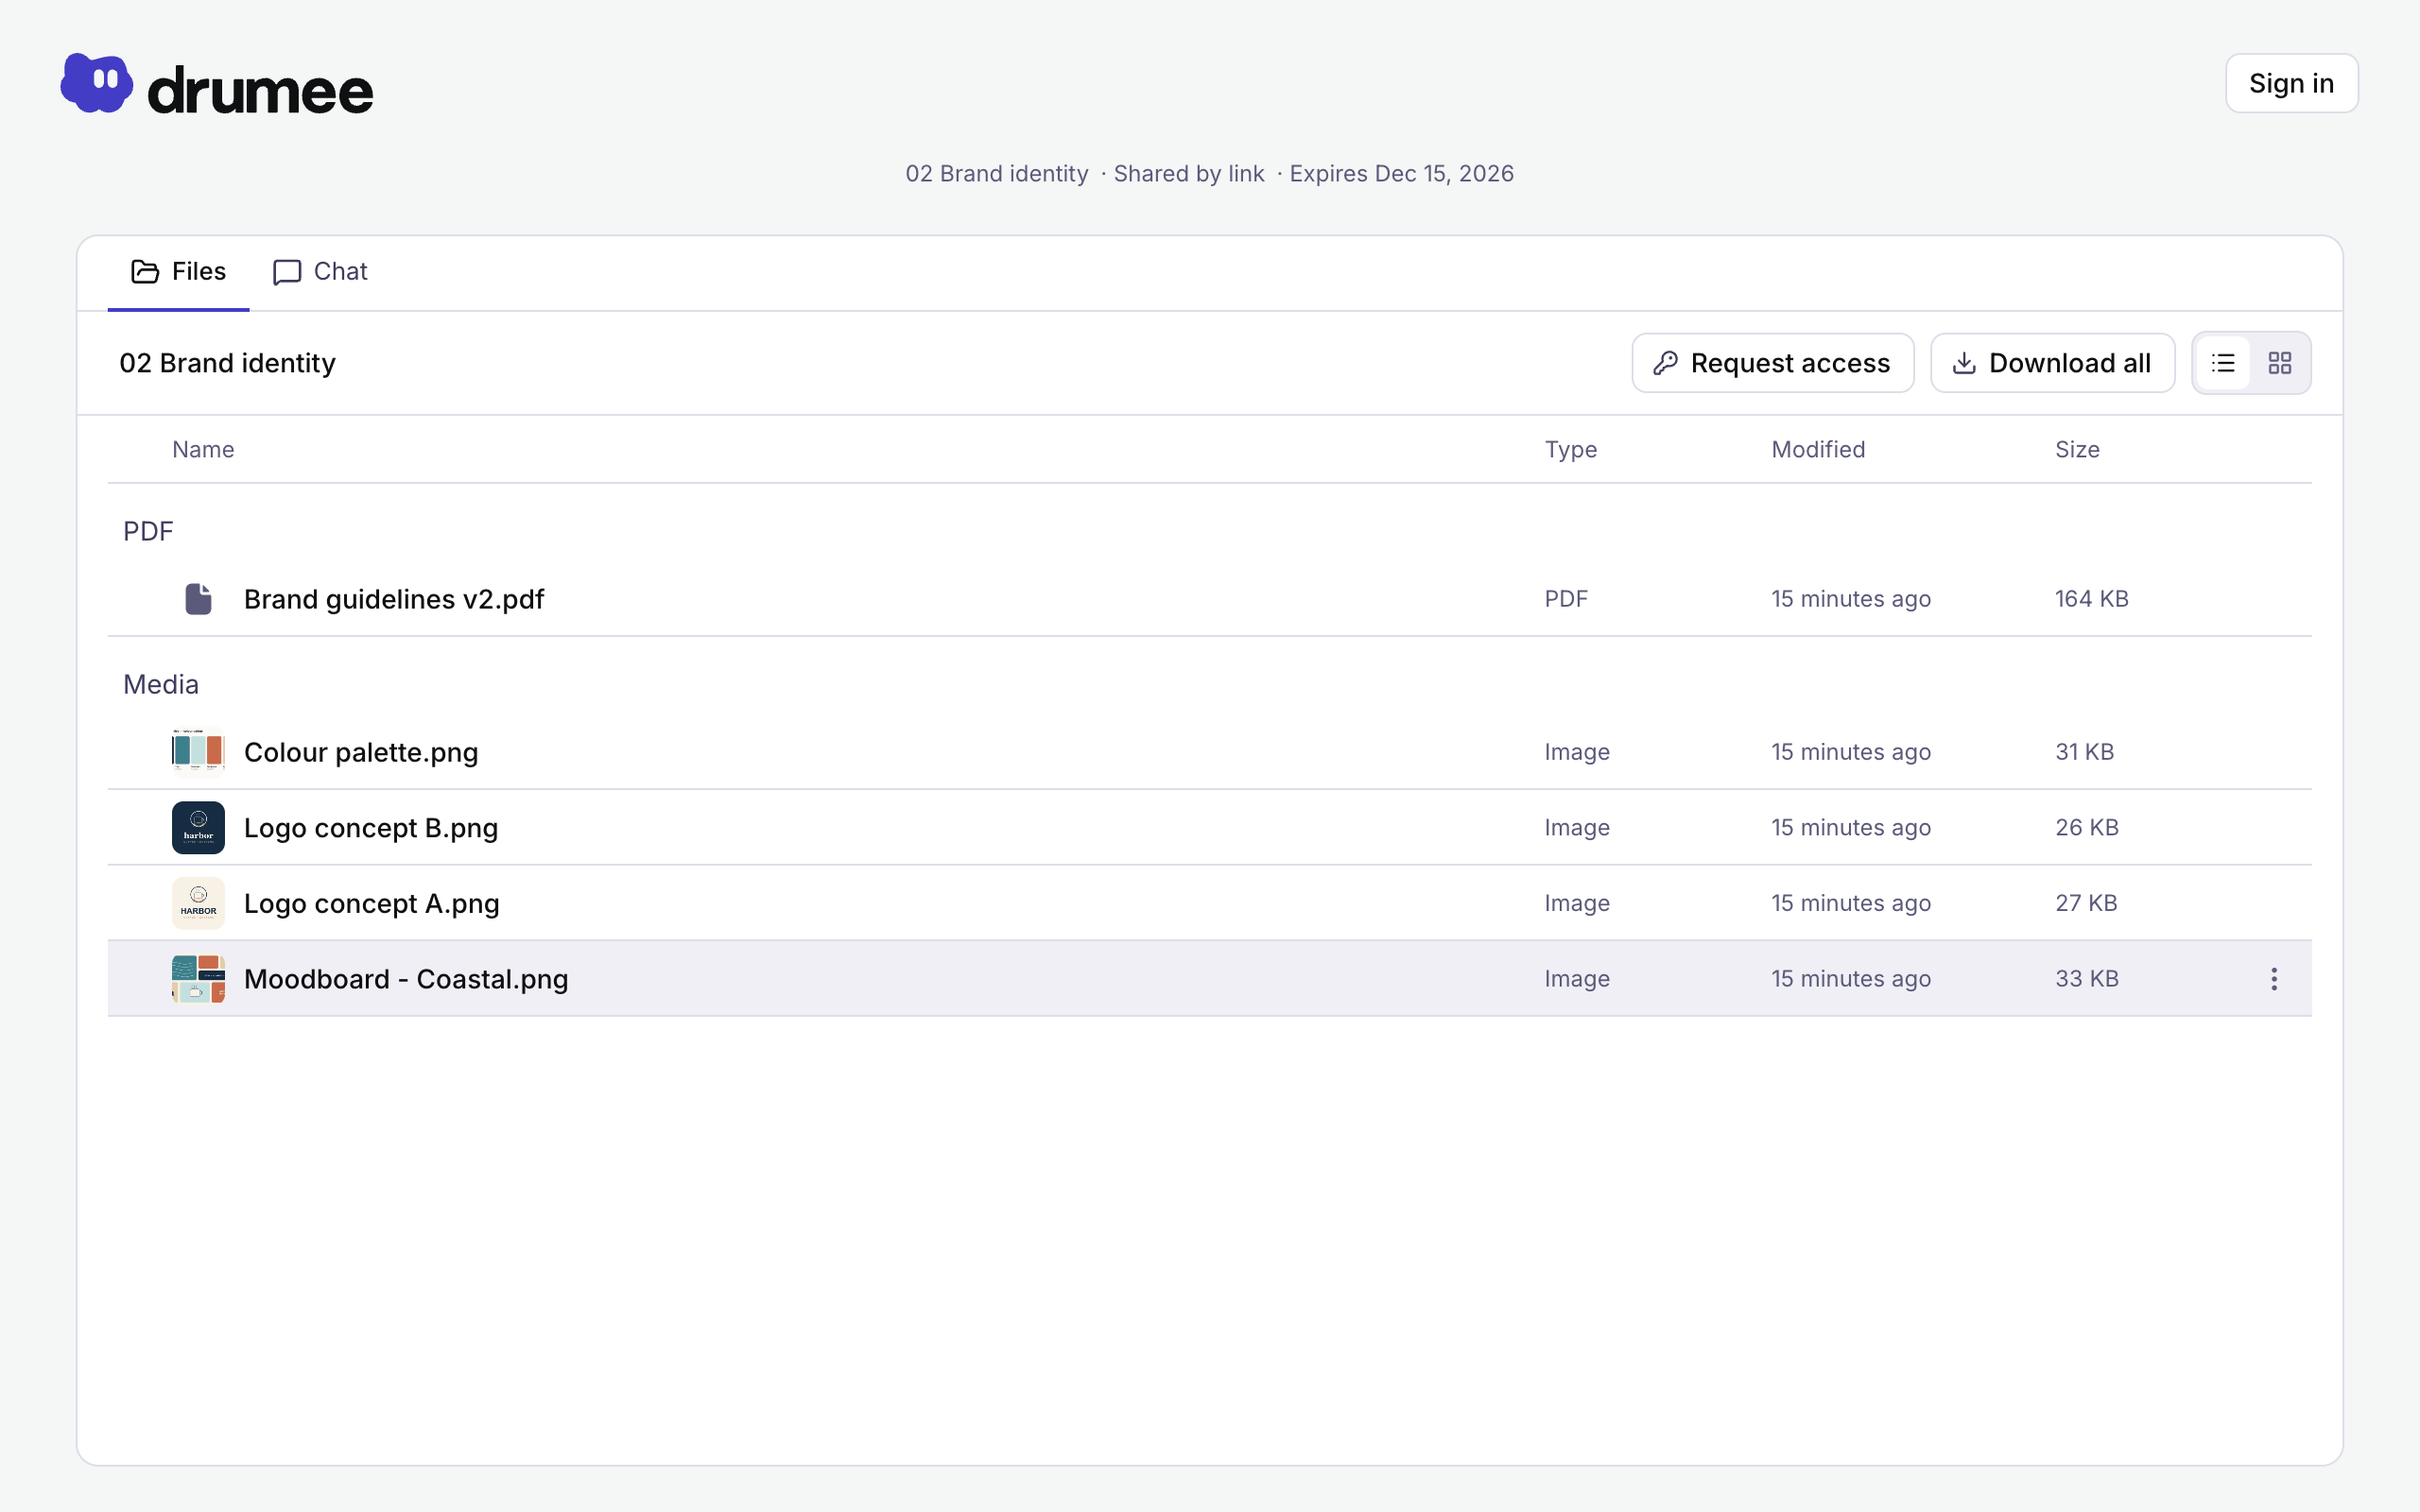 drumee
Sign in
02 Brand identity · Shared by link · Expires Dec 15, 2026
Files
Chat
02 Brand identity
Request access
Download all
Name Type Modified Size
PDF
Brand guidelines v2.pdf PDF 15 minutes ago 164 KB
Media
Colour palette.png Image 15 minutes ago 31 KB
harbor
Logo concept B.png Image 15 minutes ago 26 KB
HARBOR
Logo concept A.png Image 15 minutes ago 27 KB
Moodboard - Coastal.png Image 15 minutes ago 33 KB